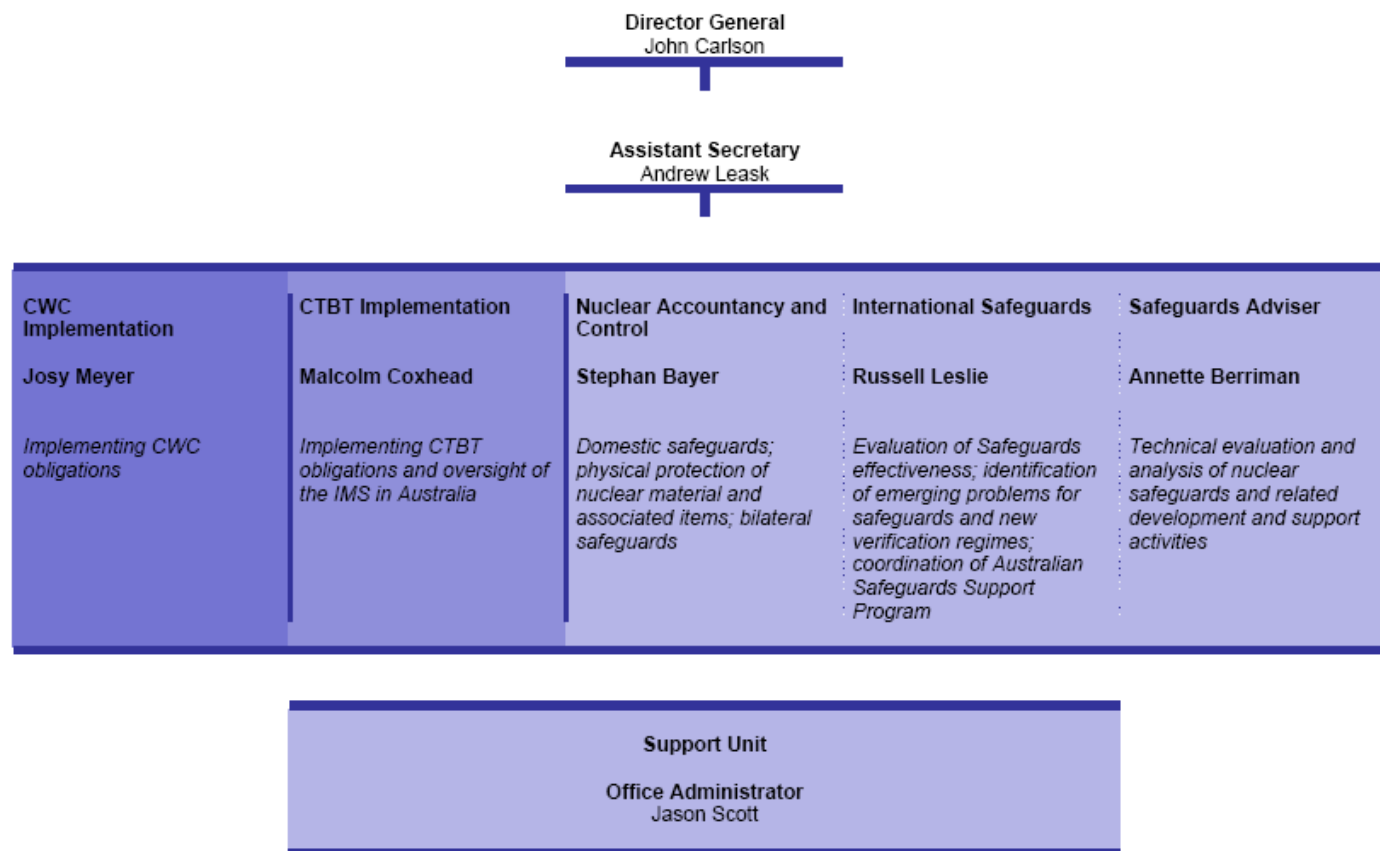 Director General
John Carlson
Assistant Secretary
Andrew Leask
CWC
Implementation
Josy Meyer
Implementing CWC
obligations
CTBT Implementation
Malcolm Coxhead
Implementing CTBT
obligations and oversight of
the IMS in Australia
Nuclear Accountancy and
Control
Stephan Bayer
Domestic safeguards;
physical protection of
nuclear material and
associated items; bilateral
safeguards
International Safeguards
Russell Leslie
Evaluation of Safeguards
effectiveness; identification
of emerging problems for
safeguards and new
verification regimes;
coordination of Australian
Safeguards Support
Program
Safeguards Adviser
Annette Berriman
Technical evaluation and
analysis of nuclear
safeguards and related
development and support
activities
Support Unit
Office Administrator
Jason Scott